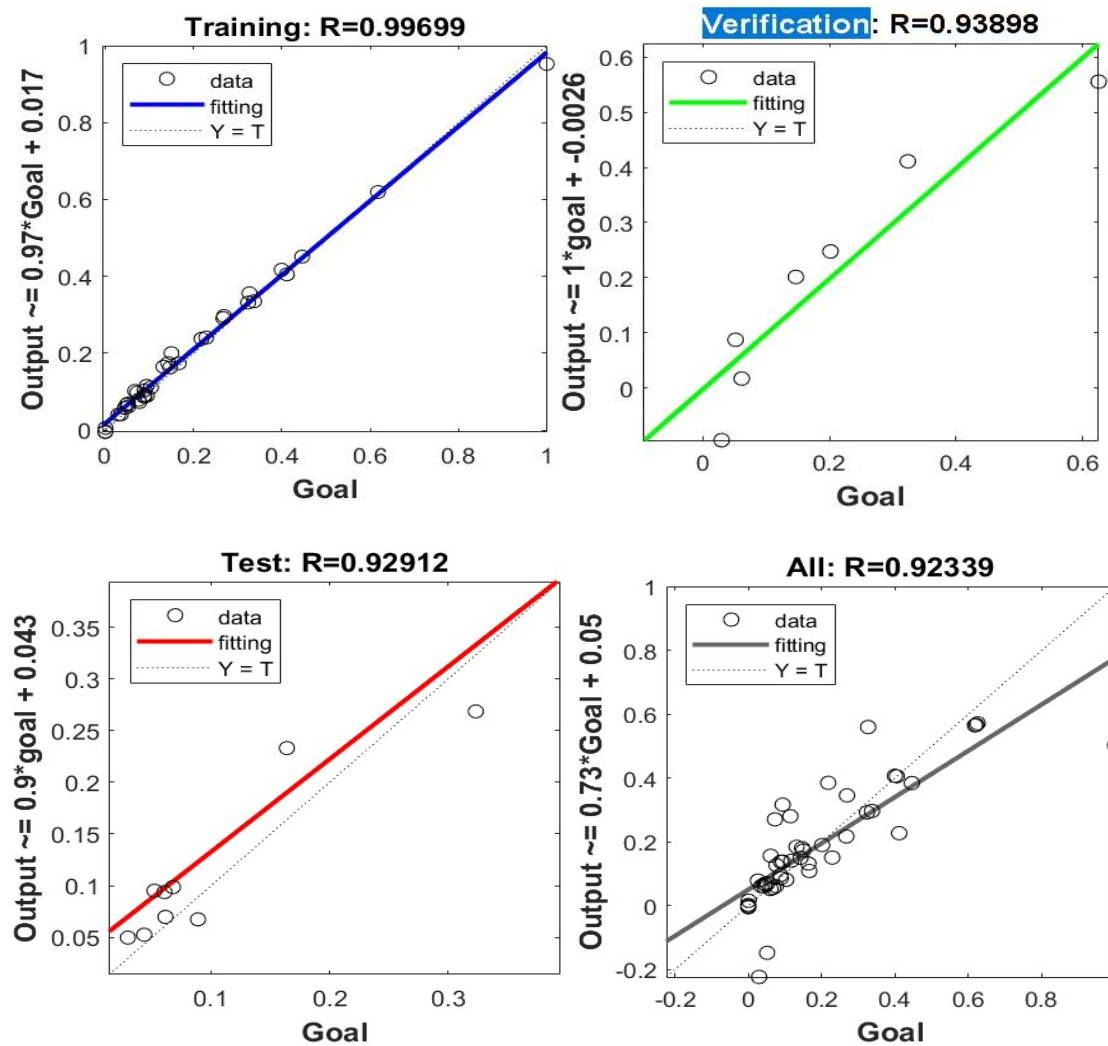 Training: R=0.99699
Output ~= 0.97*Goal + 0.017
data
fitting
Y = T
1
0.8
0.6
0.4
0.2
0
0
0.2
0.4
0.6
0.8
1
Goal
Verification: R=0.93898
Output ~= 1*goal + -0.0026
data
fitting
Y = T
0.6
0.5
0.4
0.3
0.2
0.1
0
0
0.2
0.4
0.6
Goal
Test: R=0.92912
Output ~= 0.9*goal + 0.043
data
fitting
Y = T
0.35
0.3
0.25
0.2
0.15
0.1
0.05
0.1
0.2
0.3
Goal
All: R=0.92339
Output ~= 0.73*Goal + 0.05
data
fitting
Y = T
1
0.8
0.6
0.4
0.2
0
-0.2
-0.2
0
0.2
0.4
0.6
0.8
Goal